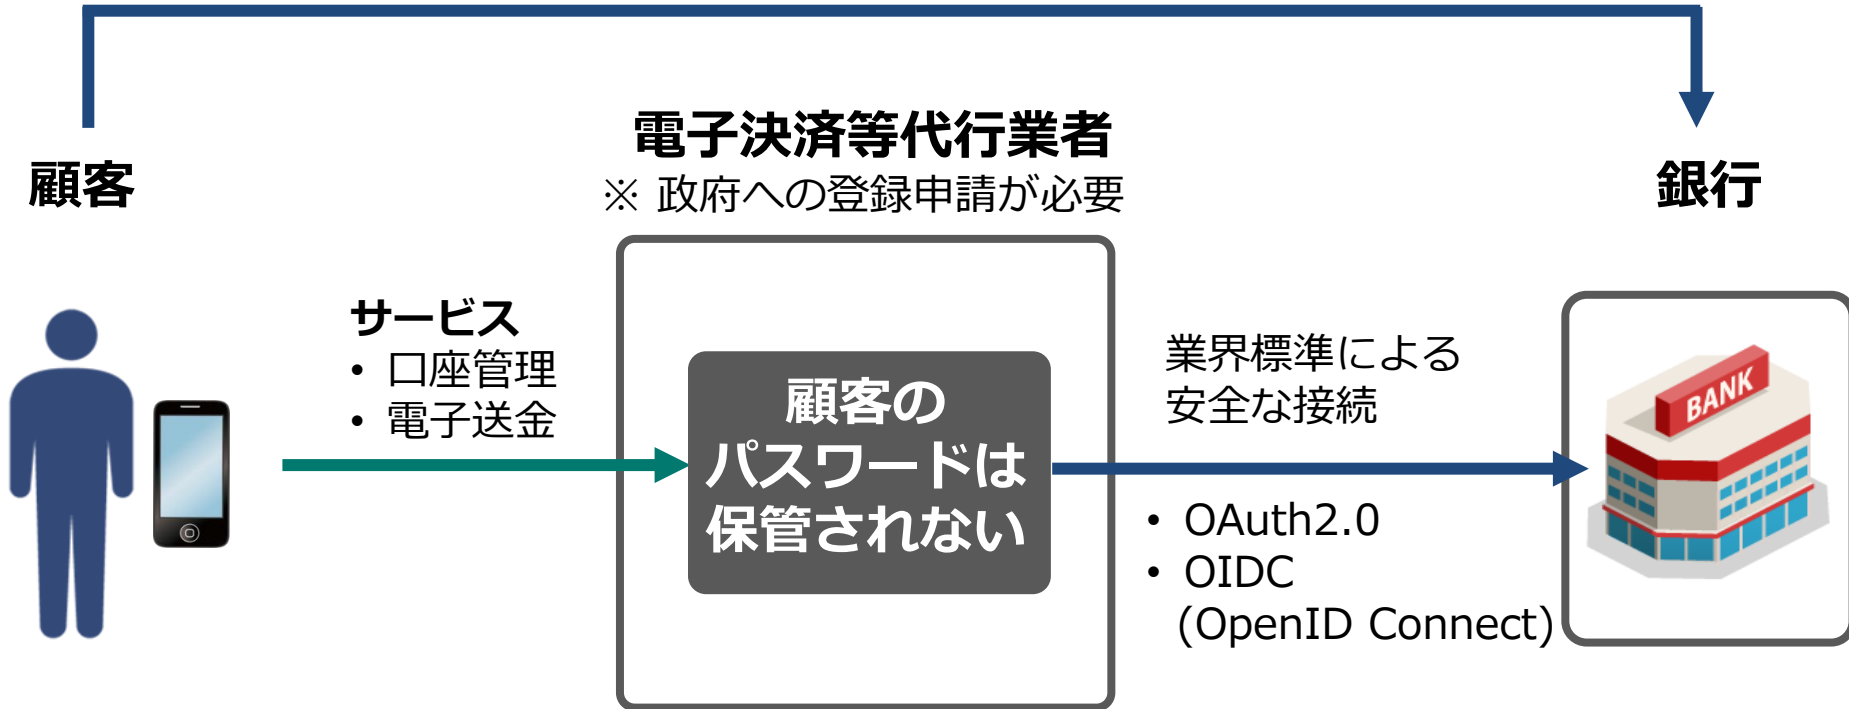 電子決済等代行業者
※ 政府への登録申請が必要
顧客
銀行
サービス
• 口座管理
• 電子送金
顧客の
パスワードは
保管されない
業界標準による
安全な接続
• OAuth2.0
• OIDC
(OpenID Connect)
BANK